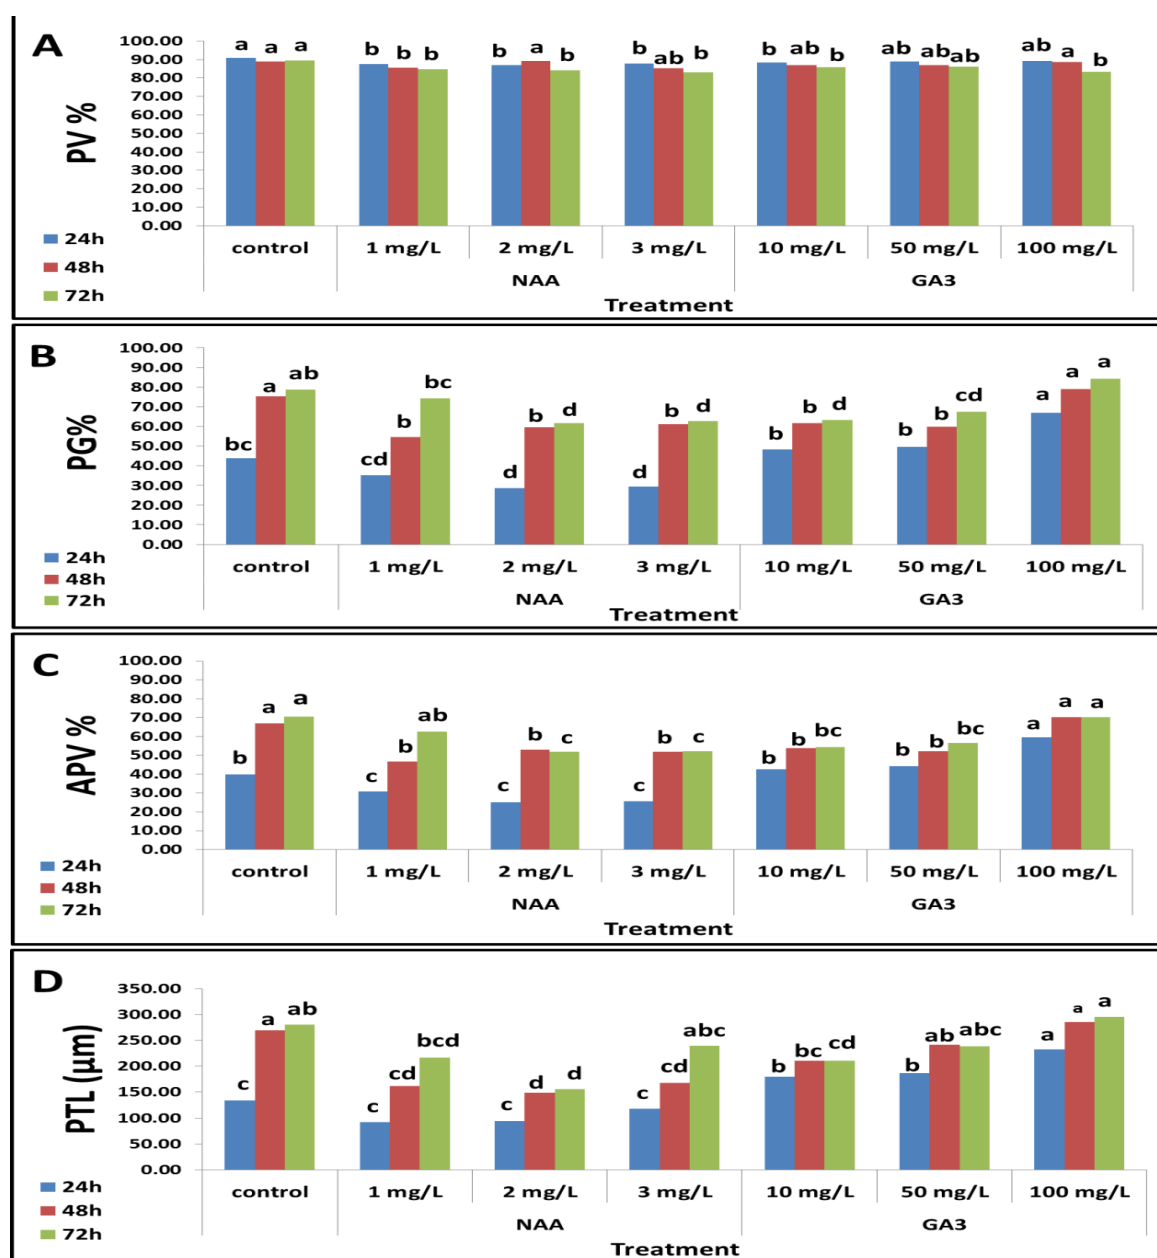 A
PV %
100.00
90.00
80.00
70.00
60.00
50.00
40.00
30.00
20.00
10.00
0.00
a a a b b b b a b b ab b b ab b ab ab ab ab a b
24h
48h
72h
control 1 mg/L 2 mg/L 3 mg/L 10 mg/L 50 mg/L 100 mg/L
NAA GA3
Treatment
B
PG%
100.00
90.00
80.00
70.00
60.00
50.00
40.00
30.00
20.00
10.00
0.00
bc a ab cd b bc d b d d b d b b d b b cd a a a
24h
48h
72h
control 1 mg/L 2 mg/L 3 mg/L 10 mg/L 50 mg/L 100 mg/L
NAA GA3
Treatment
C
APV %
100.00
90.00
80.00
70.00
60.00
50.00
40.00
30.00
20.00
10.00
0.00
b a a c b ab c b c c b c b b bc b b bc a a a
24h
48h
72h
control 1 mg/L 2 mg/L 3 mg/L 10 mg/L 50 mg/L 100 mg/L
NAA GA3
Treatment
D
PTL (µm)
350.00
300.00
250.00
200.00
150.00
100.00
50.00
0.00
c a ab c cd bcd c d d c cd abc b bc cd b ab abc a a a
24h
48h
72h
control 1 mg/L 2 mg/L 3 mg/L 10 mg/L 50 mg/L 100 mg/L
NAA GA3
Treatment